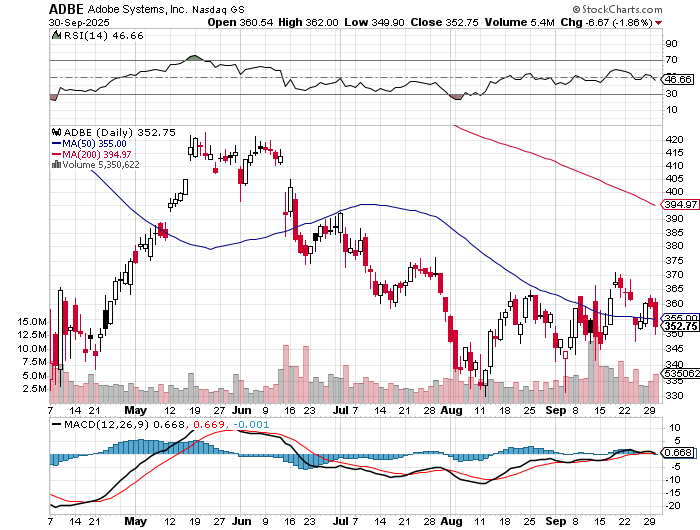 ADBE Adobe Systems, Inc. Nasdaq GS © StockCharts.com
30-Sep-2025 Open 360.54 High 362.00 Low 349.90 Close 352.75 Volume 5.4M Chg -6.67 (-1.86%)
RSI(14) 46.66
90
70
50
46.66
30
10
ADBE (Daily) 352.75
MA(50) 355.00
MA(200) 394.97
Volume 5,350,622
420
415
410
405
400
394.97
390
385
380
375
370
365
360
355.00
352.75
350
345
340
5350622
335
330
15.0M
12.5M
10.0M
7.5M
5.0M
2.5M
7 14 21 May 12 19 27 Jun 9 16 23 Jul 7 14 21 28 Aug 11 18 25 Sep 8 15 22 29
MACD(12,26,9) 0.668, 0.669, -0.001
10
5
0.668
-5
-10
-15
-20
7 14 21 May 12 19 27 Jun 9 16 23 Jul 7 14 21 28 Aug 11 18 25 Sep 8 15 22 29